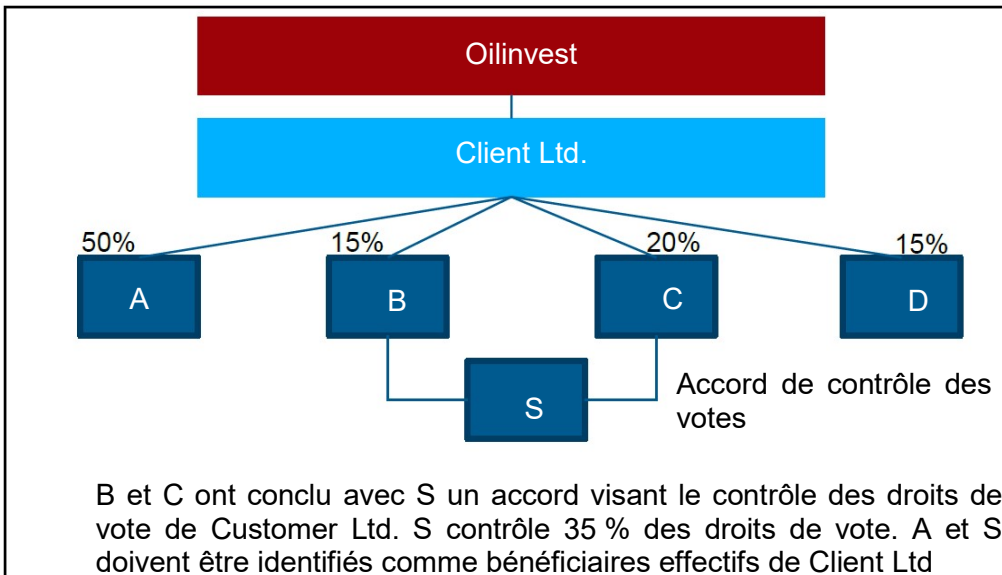 Oilinvest
Client Ltd.
50%
15%
20%
15%
A
B
C
D
S
Accord de contrôle des
votes
B et C ont conclu avec S un accord visant le contrôle des droits de
vote de Customer Ltd. S contrôle 35 % des droits de vote. A et S
doivent être identifiés comme bénéficiaires effectifs de Client Ltd